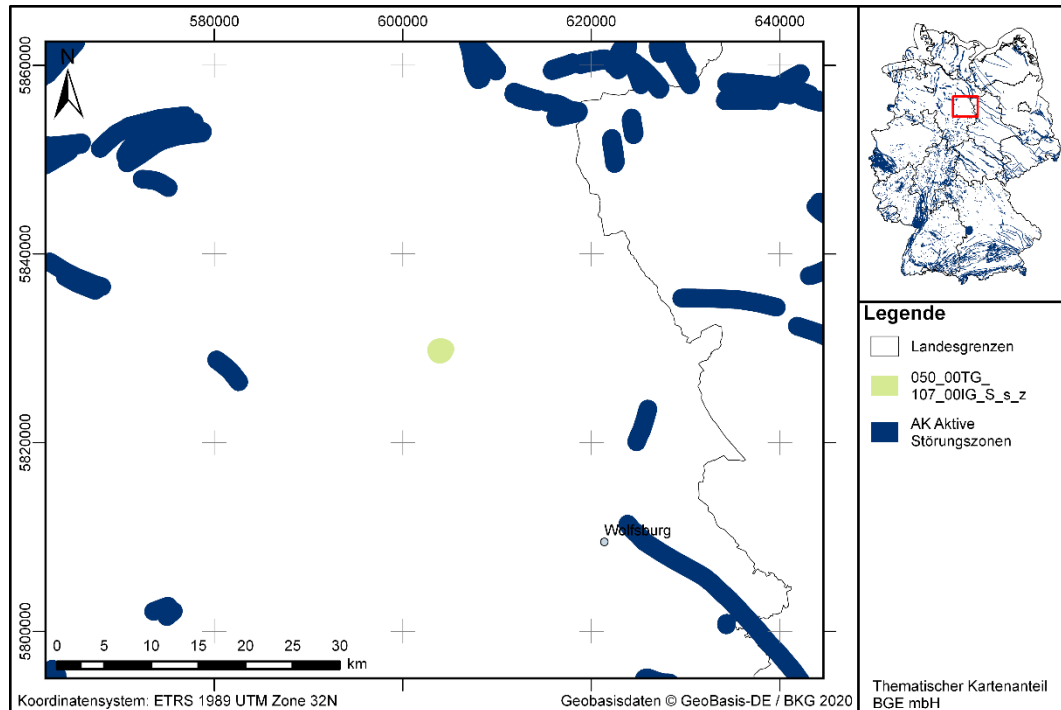 580000
600000
620000
640000
5860000
5840000
5820000
5800000
N
Wolfsburg
0
5
10
15
20
25
30
km
Koordinatensystem: ETRS 1989 UTM Zone 32N
Geobasisdaten © GeoBasis-DE / BKG 2020
Legende
Landesgrenzen
050_00TG_
107_00IG_S_s_z
AK Aktive
Störungszonen
Thematischer Kartenanteil
BGE mbH